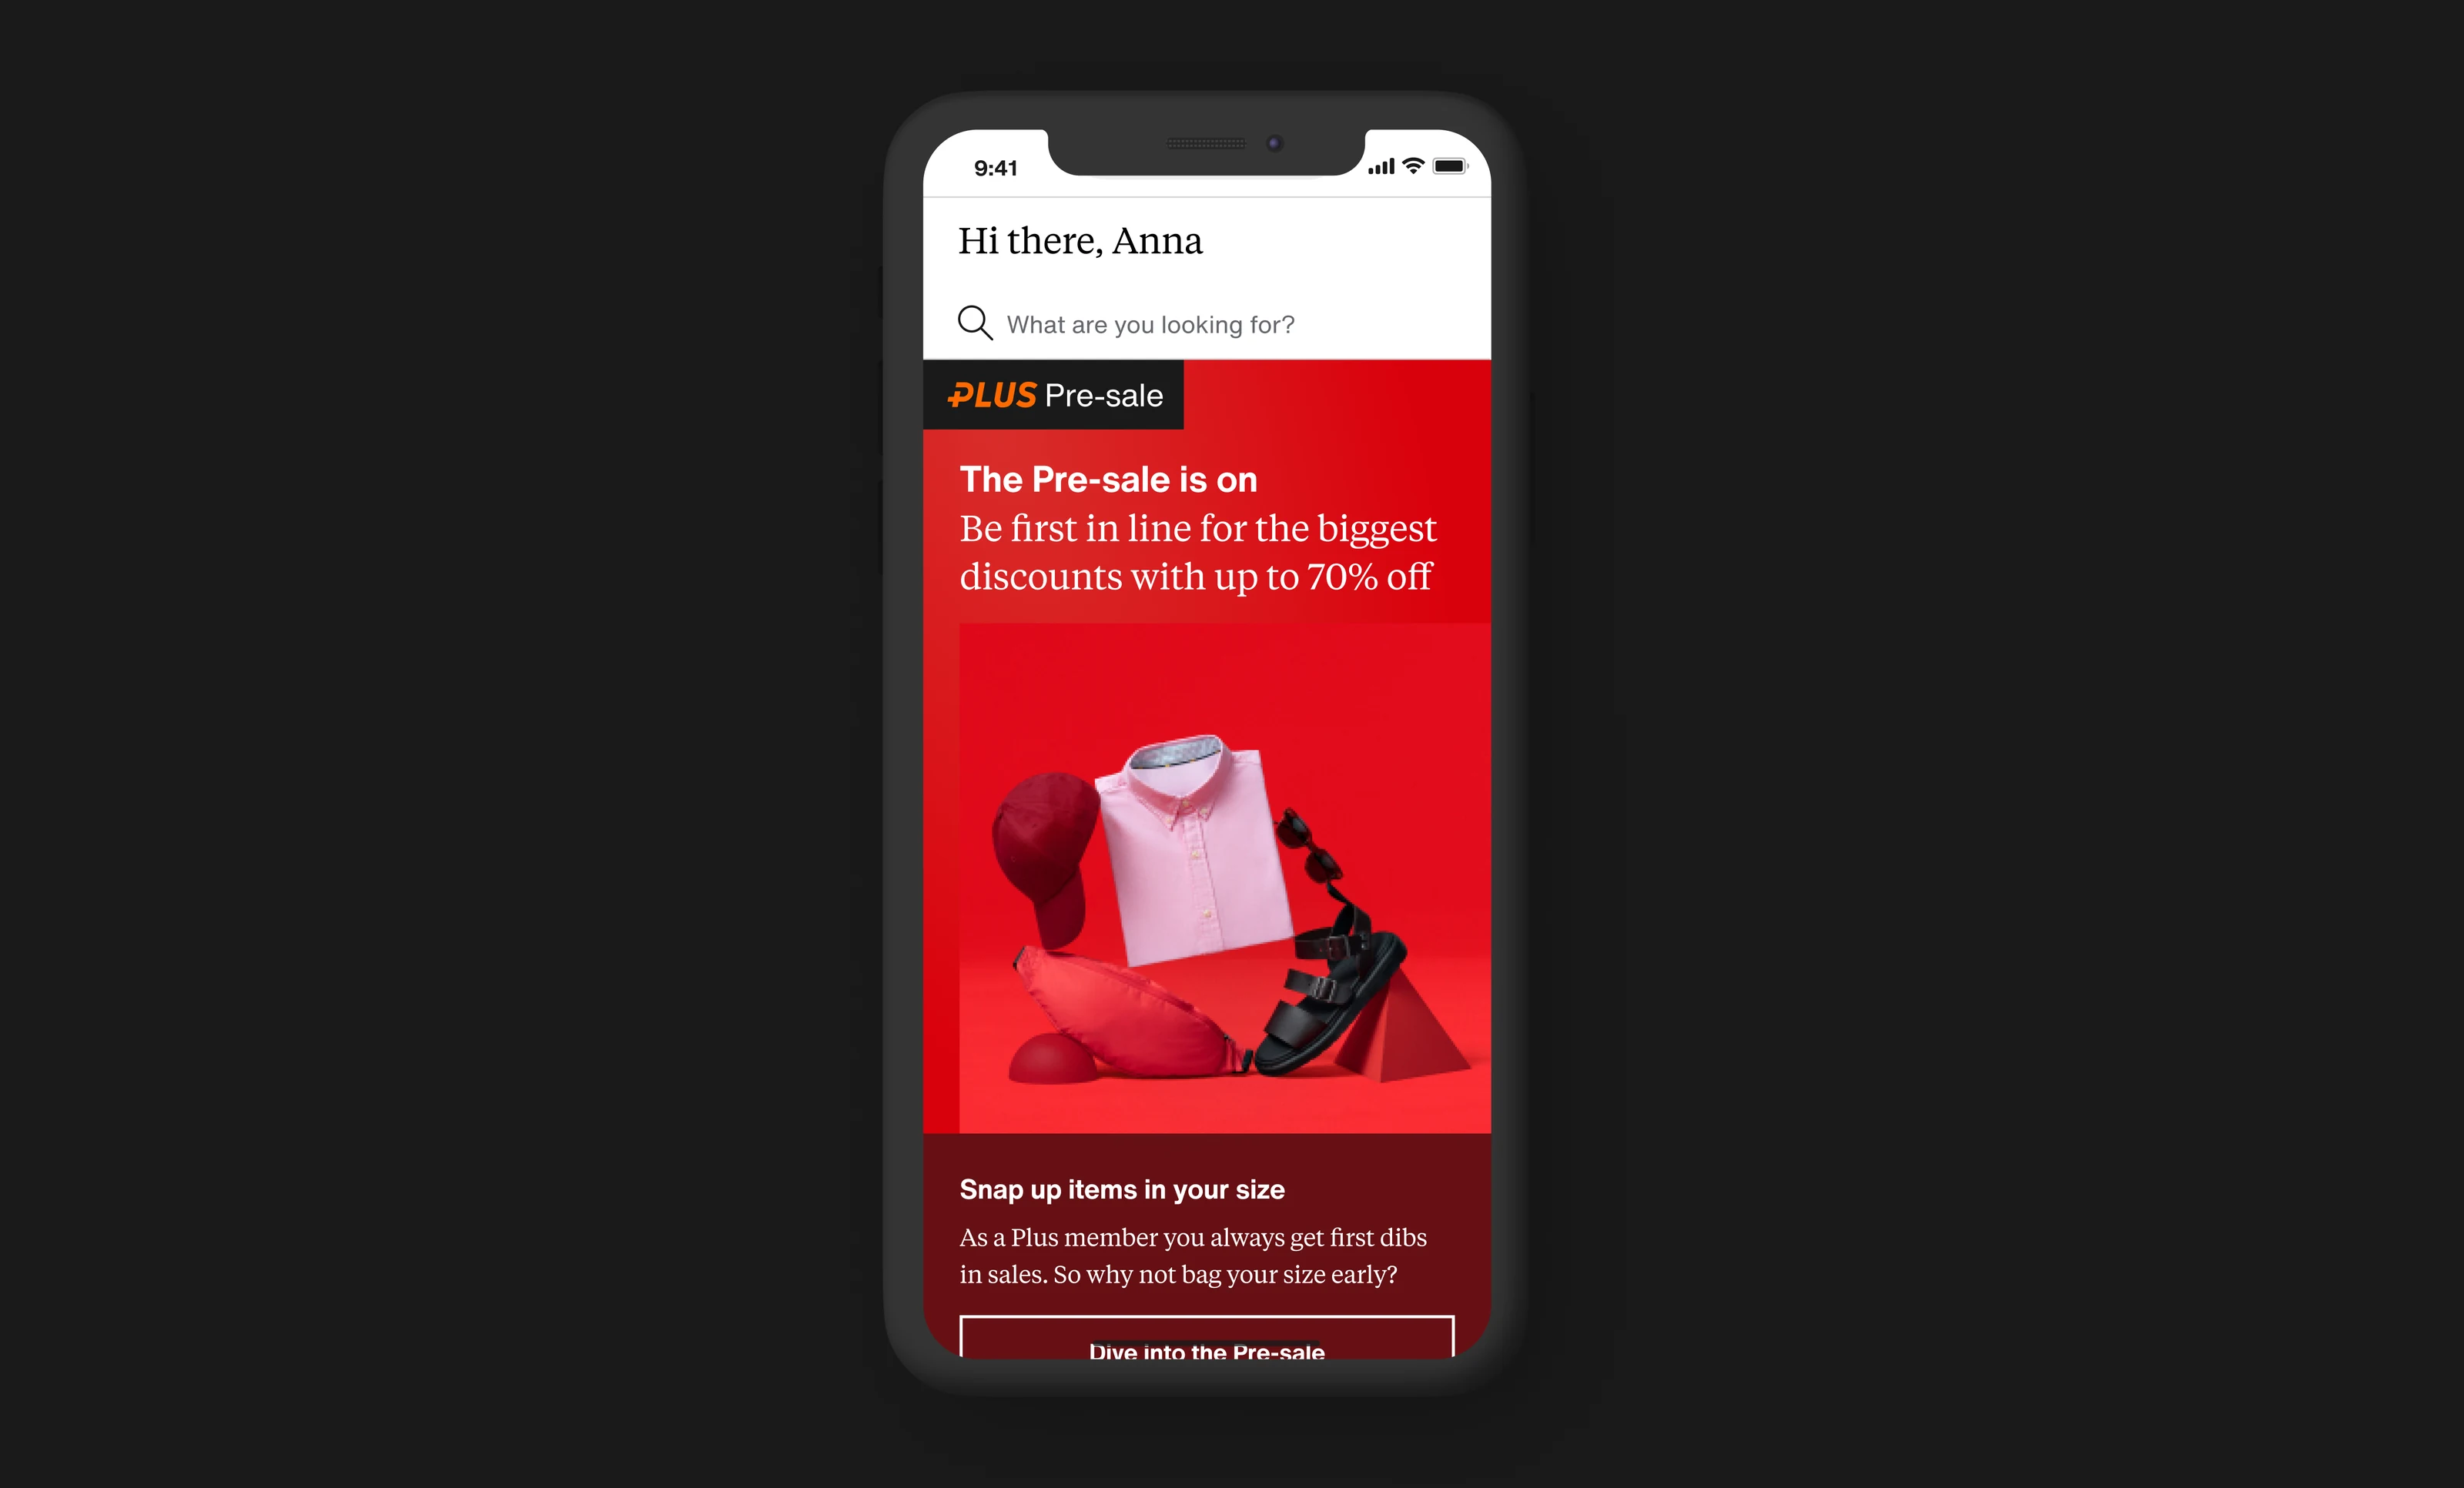 9:41
Hi there, Anna
What are you looking for?
PLUS Pre-sale
The Pre-sale is on
Be first in line for the biggest
discounts with up to 70% off
Snap up items in your size
As a Plus member you always get first dibs
in sales. So why not bag your size early?
Dive into the Pre-sale